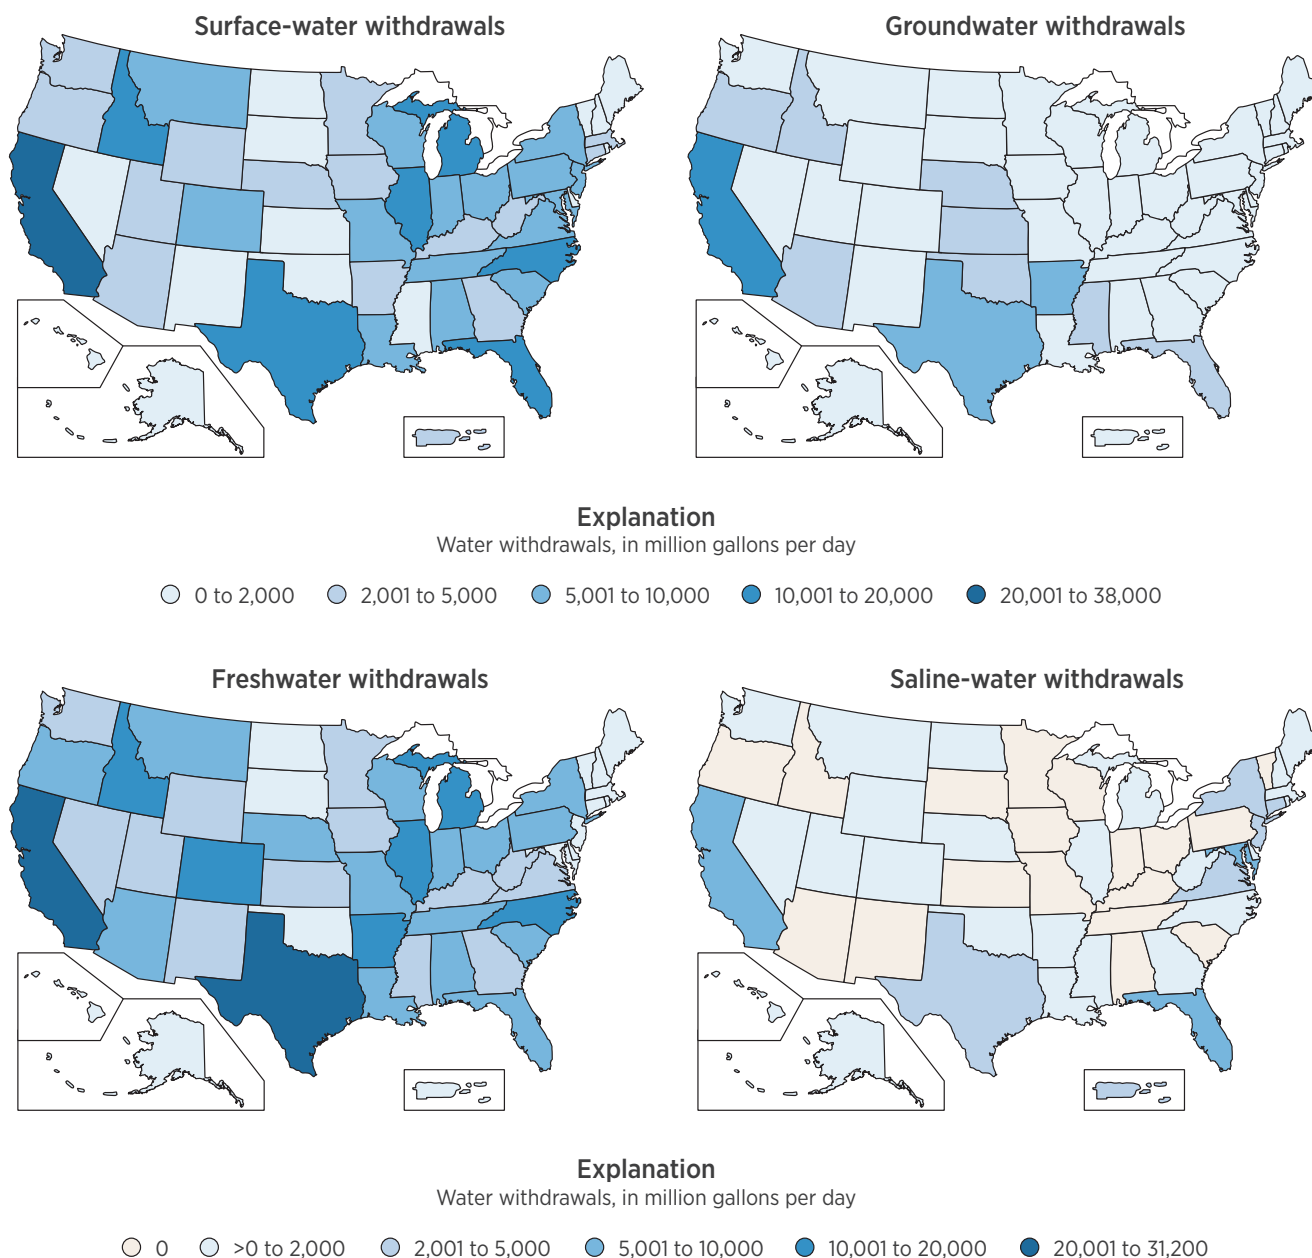 Surface-water withdrawals
Groundwater withdrawals
Explanation
Water withdrawals, in million gallons per day
0 to 2,000
2,001 to 5,000
5,001 to 10,000
10,001 to 20,000
20,001 to 38,000
Freshwater withdrawals
Saline-water withdrawals
Explanation
Water withdrawals, in million gallons per day
0
>0 to 2,000
2,001 to 5,000
5,001 to 10,000
10,001 to 20,000
20,001 to 31,200